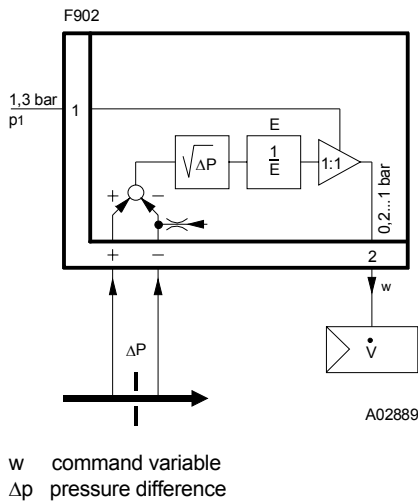 F902
1,3 bar
p1
1
E
√ΔP
1
E
1:1
0,2...1 bar
+ −
+ −
2
w
ΔP
V̇
A02889
w command variable
Δp pressure difference